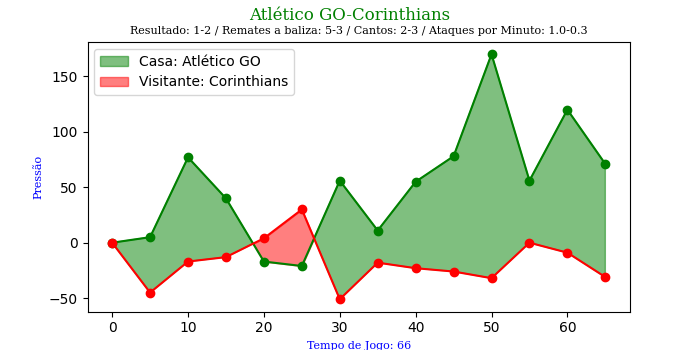 Atlético GO-Corinthians
Resultado: 1-2 / Remates a baliza: 5-3 / Cantos: 2-3 / Ataques por Minuto: 1.0-0.3
Casa: Atlético GO
Visitante: Corinthians
150
100
50
0
−50
Pressão
0 10 20 30 40 50 60
Tempo de Jogo: 66